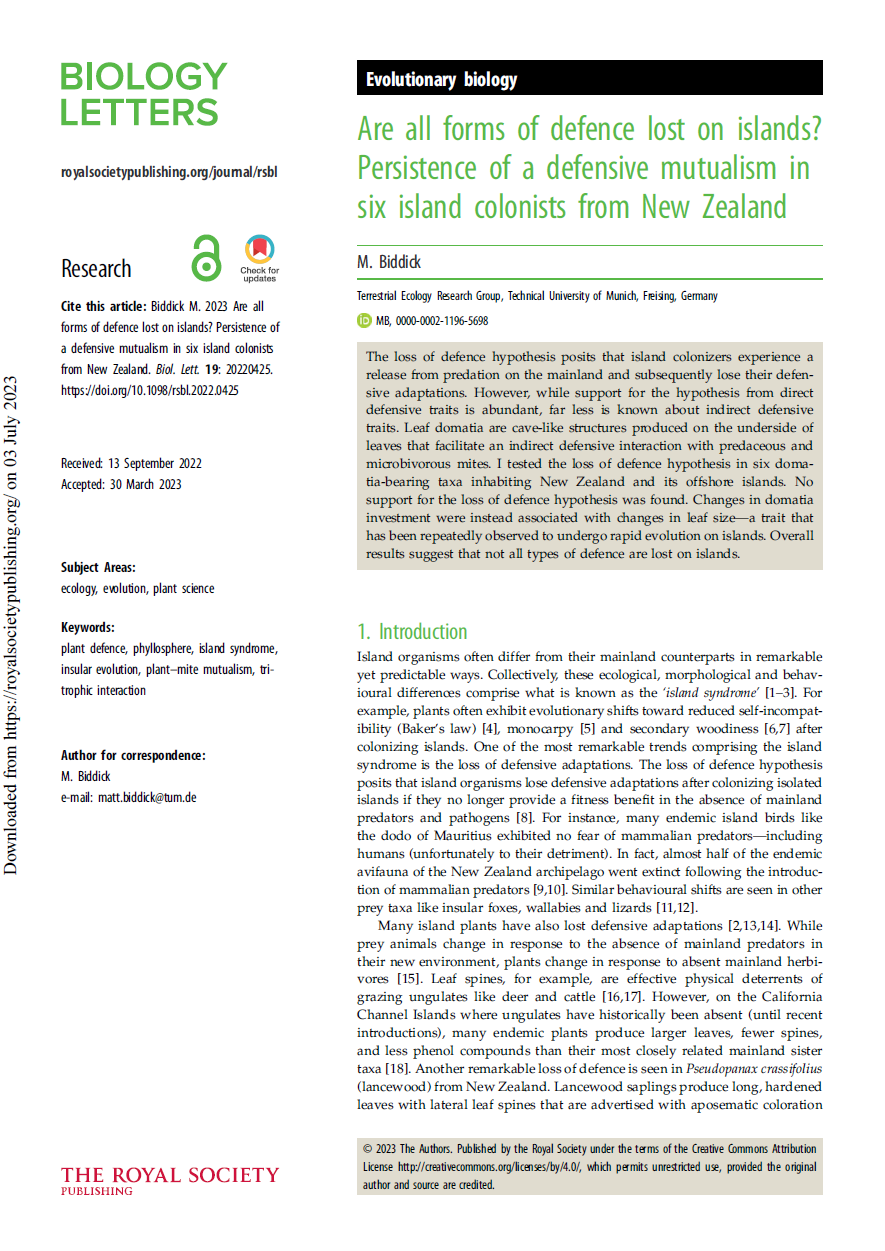 BIOLOGY
LETTERS
royalsocietypublishing.org/journal/rsbl
Research
Check for
updates
Cite this article: Biddick M. 2023 Are all
forms of defence lost on islands? Persistence of
a defensive mutualism in six island colonists
from New Zealand. Biol. Lett. 19: 20220425.
https://doi.org/10.1098/rsbl.2022.0425
Received: 13 September 2022
Accepted: 30 March 2023
Subject Areas:
ecology, evolution, plant science
Keywords:
plant defence, phyllosphere, island syndrome,
insular evolution, plant–mite mutualism, tri-
trophic interaction
Author for correspondence:
M. Biddick
e-mail: matt.biddick@tum.de
THE ROYAL SOCIETY
PUBLISHING
Downloaded from https://royalsocietypublishing.org/ on 03 July 2023
Evolutionary biology
Are all forms of defence lost on islands?
Persistence of a defensive mutualism in
six island colonists from New Zealand
M. Biddick
Terrestrial Ecology Research Group, Technical University of Munich, Freising, Germany
iD MB, 0000-0002-1196-5698
The loss of defence hypothesis posits that island colonizers experience a
release from predation on the mainland and subsequently lose their defen-
sive adaptations. However, while support for the hypothesis from direct
defensive traits is abundant, far less is known about indirect defensive
traits. Leaf domatia are cave-like structures produced on the underside of
leaves that facilitate an indirect defensive interaction with predaceous and
microbivorous mites. I tested the loss of defence hypothesis in six doma-
tia-bearing taxa inhabiting New Zealand and its offshore islands. No
support for the loss of defence hypothesis was found. Changes in domatia
investment were instead associated with changes in leaf size—a trait that
has been repeatedly observed to undergo rapid evolution on islands. Overall
results suggest that not all types of defence are lost on islands.
1. Introduction
Island organisms often differ from their mainland counterparts in remarkable
yet predictable ways. Collectively, these ecological, morphological and behav-
ioural differences comprise what is known as the ‘island syndrome’ [1–3]. For
example, plants often exhibit evolutionary shifts toward reduced self-incompat-
ibility (Baker’s law) [4], monocarpy [5] and secondary woodiness [6,7] after
colonizing islands. One of the most remarkable trends comprising the island
syndrome is the loss of defensive adaptations. The loss of defence hypothesis
posits that island organisms lose defensive adaptations after colonizing isolated
islands if they no longer provide a fitness benefit in the absence of mainland
predators and pathogens [8]. For instance, many endemic island birds like
the dodo of Mauritius exhibited no fear of mammalian predators—including
humans (unfortunately to their detriment). In fact, almost half of the endemic
avifauna of the New Zealand archipelago went extinct following the introduc-
tion of mammalian predators [9,10]. Similar behavioural shifts are seen in other
prey taxa like insular foxes, wallabies and lizards [11,12].
Many island plants have also lost defensive adaptations [2,13,14]. While
prey animals change in response to the absence of mainland predators in
their new environment, plants change in response to absent mainland herbi-
vores [15]. Leaf spines, for example, are effective physical deterrents of
grazing ungulates like deer and cattle [16,17]. However, on the California
Channel Islands where ungulates have historically been absent (until recent
introductions), many endemic plants produce larger leaves, fewer spines,
and less phenol compounds than their most closely related mainland sister
taxa [18]. Another remarkable loss of defence is seen in Pseudopanax crassifolius
(lancewood) from New Zealand. Lancewood saplings produce long, hardened
leaves with lateral leaf spines that are advertised with aposematic coloration
© 2023 The Authors. Published by the Royal Society under the terms of the Creative Commons Attribution
License http://creativecommons.org/licenses/by/4.0/, which permits unrestricted use, provided the original
author and source are credited.